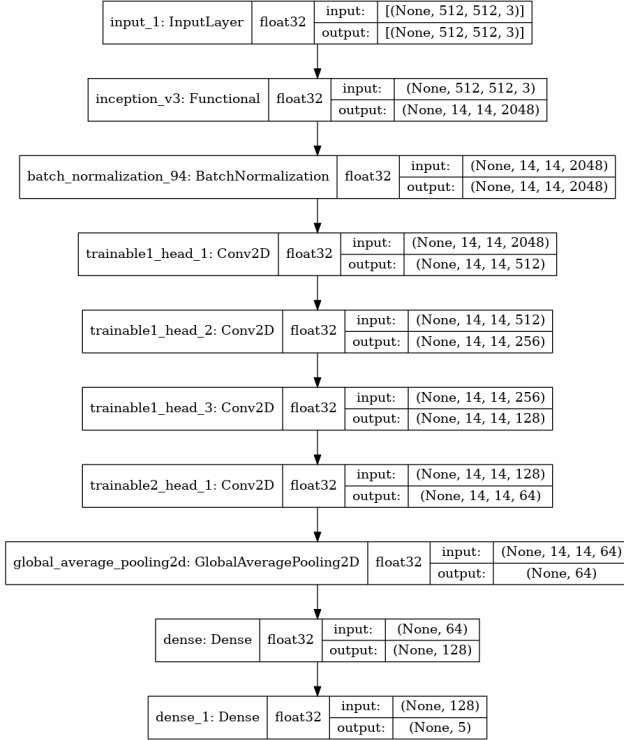 input_1: InputLayer float32 input: [(None, 512, 512, 3)]
output: [(None, 512, 512, 3)]
inception_v3: Functional float32 input: (None, 512, 512, 3)
output: (None, 14, 14, 2048)
batch_normalization_94: BatchNormalization float32 input: (None, 14, 14, 2048)
output: (None, 14, 14, 2048)
trainable1_head_1: Conv2D float32 input: (None, 14, 14, 2048)
output: (None, 14, 14, 512)
trainable1_head_2: Conv2D float32 input: (None, 14, 14, 512)
output: (None, 14, 14, 256)
trainable1_head_3: Conv2D float32 input: (None, 14, 14, 256)
output: (None, 14, 14, 128)
trainable2_head_1: Conv2D float32 input: (None, 14, 14, 128)
output: (None, 14, 14, 64)
global_average_pooling2d: GlobalAveragePooling2D float32 input: (None, 14, 14, 64)
output: (None, 64)
dense: Dense float32 input: (None, 64)
output: (None, 128)
dense_1: Dense float32 input: (None, 128)
output: (None, 5)